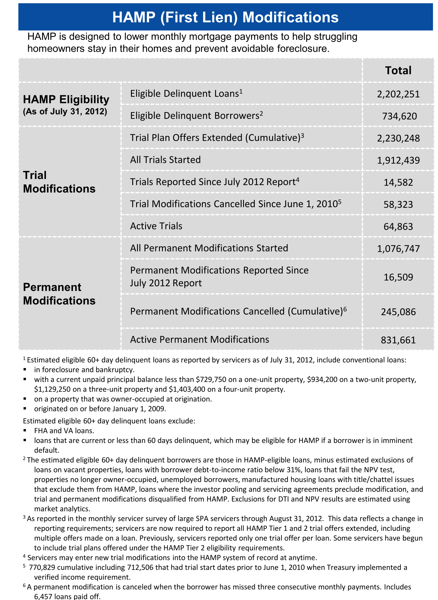 HAMP (First Lien) Modifications
HAMP is designed to lower monthly mortgage payments to help struggling
homeowners stay in their homes and prevent avoidable foreclosure.
Total
HAMP Eligibility
(As of July 31, 2012)
Eligible Delinquent Loans1 2,202,251
Eligible Delinquent Borrowers2 734,620
Trial
Modifications
Trial Plan Offers Extended (Cumulative)3 2,230,248
All Trials Started 1,912,439
Trials Reported Since July 2012 Report4 14,582
Trial Modifications Cancelled Since June 1, 20105 58,323
Active Trials 64,863
Permanent
Modifications
All Permanent Modifications Started 1,076,747
Permanent Modifications Reported Since
July 2012 Report 16,509
Permanent Modifications Cancelled (Cumulative)6 245,086
Active Permanent Modifications 831,661
1 Estimated eligible 60+ day delinquent loans as reported by servicers as of July 31, 2012, include conventional loans:
▪ in foreclosure and bankruptcy.
▪ with a current unpaid principal balance less than $729,750 on a one-unit property, $934,200 on a two-unit property,
$1,129,250 on a three-unit property and $1,403,400 on a four-unit property.
▪ on a property that was owner-occupied at origination.
▪ originated on or before January 1, 2009.
Estimated eligible 60+ day delinquent loans exclude:
▪ FHA and VA loans.
▪ loans that are current or less than 60 days delinquent, which may be eligible for HAMP if a borrower is in imminent
default.
2 The estimated eligible 60+ day delinquent borrowers are those in HAMP-eligible loans, minus estimated exclusions of
loans on vacant properties, loans with borrower debt-to-income ratio below 31%, loans that fail the NPV test,
properties no longer owner-occupied, unemployed borrowers, manufactured housing loans with title/chattel issues
that exclude them from HAMP, loans where the investor pooling and servicing agreements preclude modification, and
trial and permanent modifications disqualified from HAMP. Exclusions for DTI and NPV results are estimated using
market analytics.
3 As reported in the monthly servicer survey of large SPA servicers through August 31, 2012. This data reflects a change in
reporting requirements; servicers are now required to report all HAMP Tier 1 and 2 trial offers extended, including
multiple offers made on a loan. Previously, servicers reported only one trial offer per loan. Some servicers have begun
to include trial plans offered under the HAMP Tier 2 eligibility requirements.
4 Servicers may enter new trial modifications into the HAMP system of record at anytime.
5 770,829 cumulative including 712,506 that had trial start dates prior to June 1, 2010 when Treasury implemented a
verified income requirement.
6 A permanent modification is canceled when the borrower has missed three consecutive monthly payments. Includes
6,457 loans paid off.